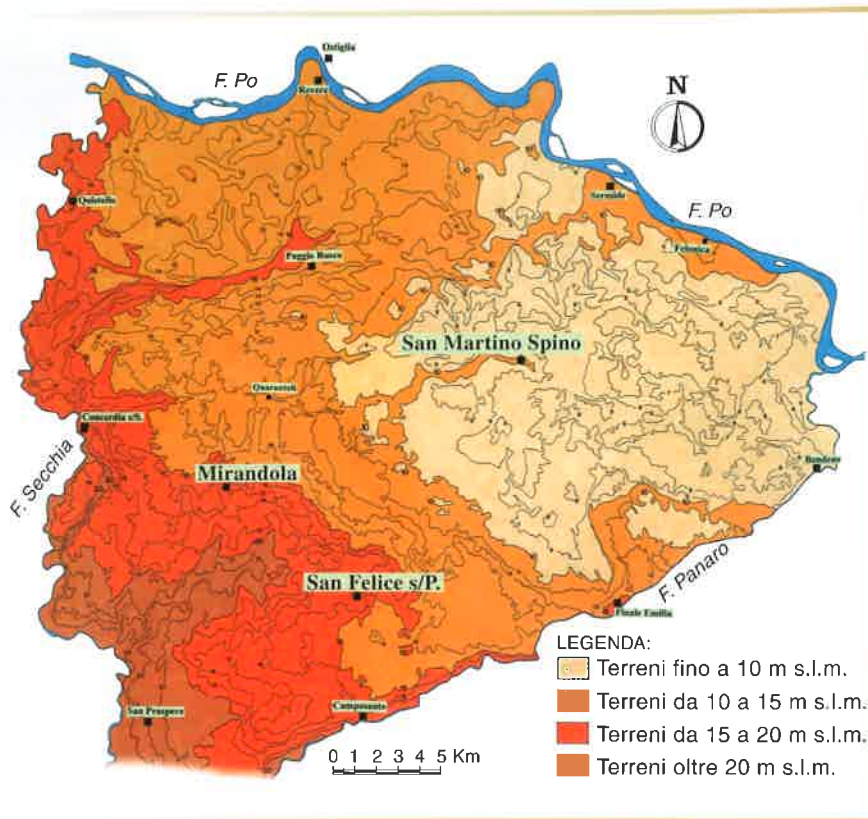 Ostiglia
F. Po
Revere
N
Quistello
Sermide
F. Po
Felonica
Poggio Rusco
San Martino Spino
Quarantoli
Concordia s/S.
F. Secchia
Bondeno
Mirandola
San Felice s/P.
F. Panaro
Finale Emilia
San Prospero
Camposanto
0 1 2 3 4 5 Km
LEGENDA:
Terreni fino a 10 m s.l.m.
Terreni da 10 a 15 m s.l.m.
Terreni da 15 a 20 m s.l.m.
Terreni oltre 20 m s.l.m.